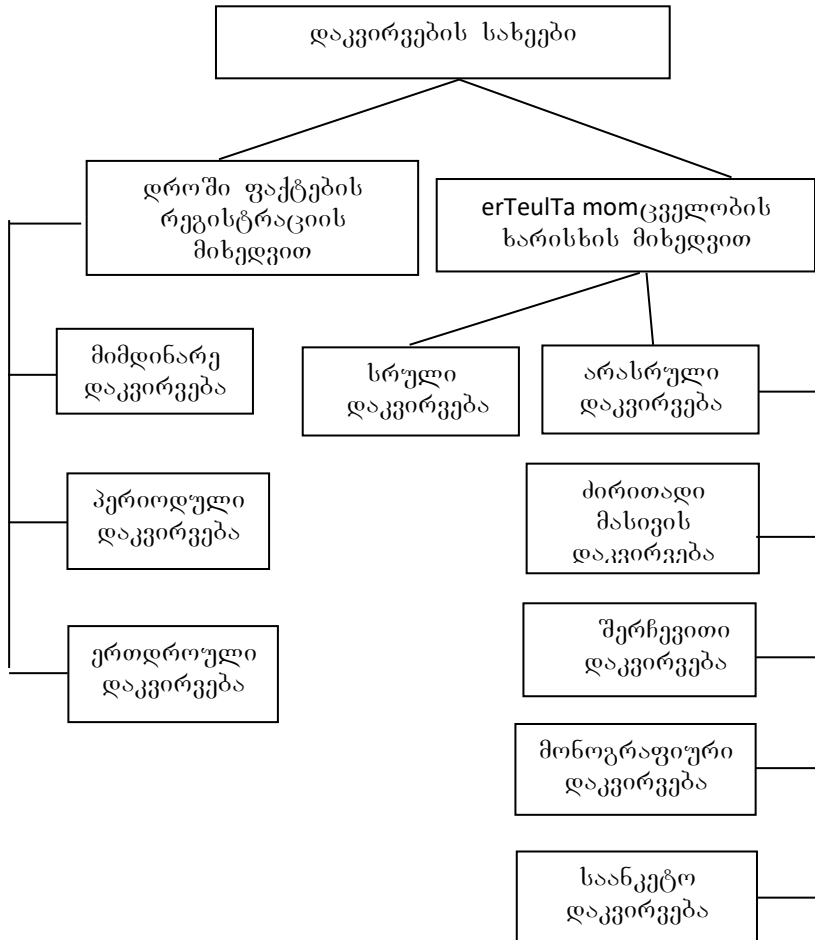 დაკვირვების სახეები
დროში ფაქტების
რეგისტრაციის
მიხედვით
erTeulTa momცველობის
ხარისხის მიხედვით
მიმდინარე
დაკვირვება
სრული
დაკვირვება
არასრული
დაკვირვება
პერიოდული
დაკვირვება
ძირითადი
მასივის
დაკვირვება
ერთდროული
დაკვირვება
შერჩევითი
დაკვირვება
მონოგრაფიური
დაკვირვება
საანკეტო
დაკვირვება